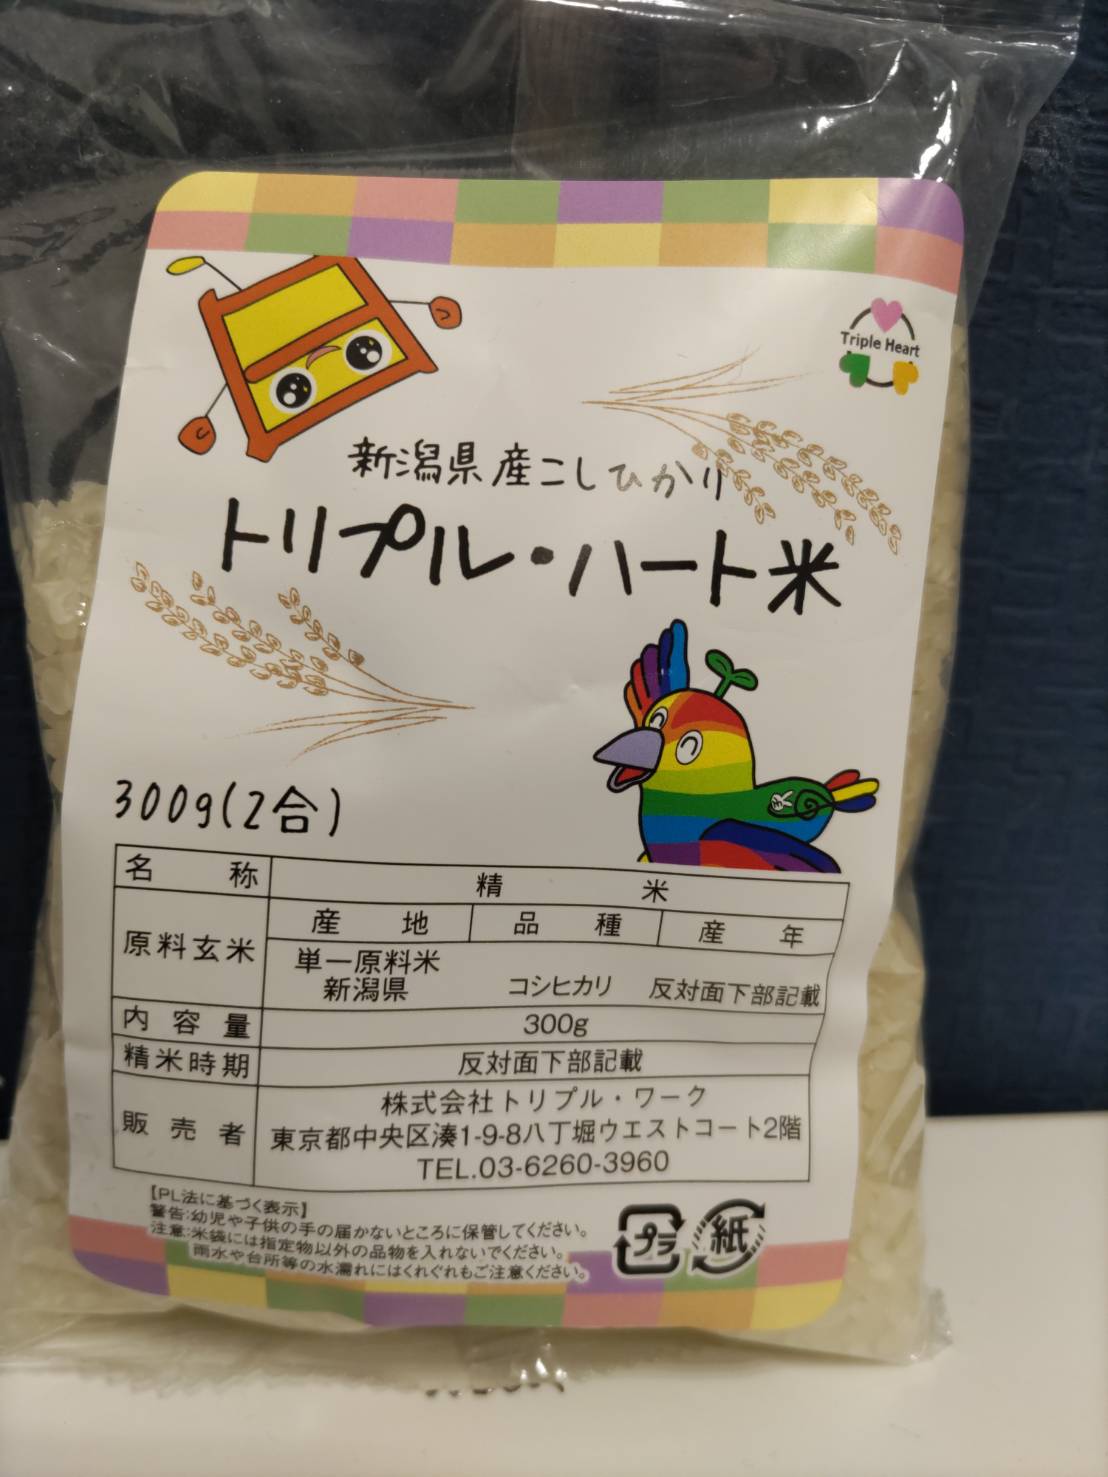 Triple Heart
新潟県産こしひかり
トリプル・ハート米
300g(2合)
名称 精米
原料玄米 産地 品種 産年
単一原料米
新潟県 コシヒカリ 反対面下部記載
内容量 300g
精米時期 反対面下部記載
販売者 株式会社トリプル・ワーク
東京都中央区湊1-9-8八丁堀ウエストコート2階
TEL.03-6260-3960
【PL法に基づく表示】
警告:幼児や子供の手の届かないところに保管してください。
注意:米袋には指定物以外の品物を入れないでください。
雨水や台所等の水濡れにはくれぐれもご注意ください。
プラ 紙